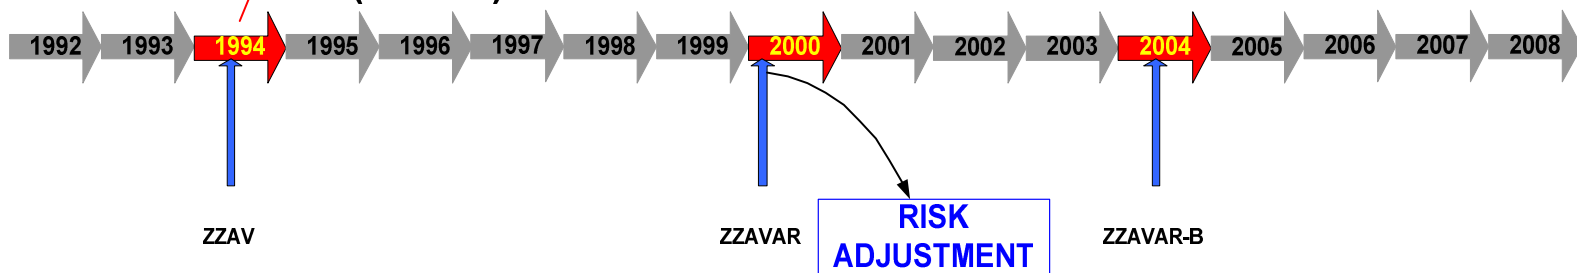 1992 1993 1994 1995 1996 1997 1998 1999 2000 2001 2002 2003 2004 2005 2006 2007 2008
ZZAV ZZAVAR RISK ZZAVAR-B
ADJUSTMENT